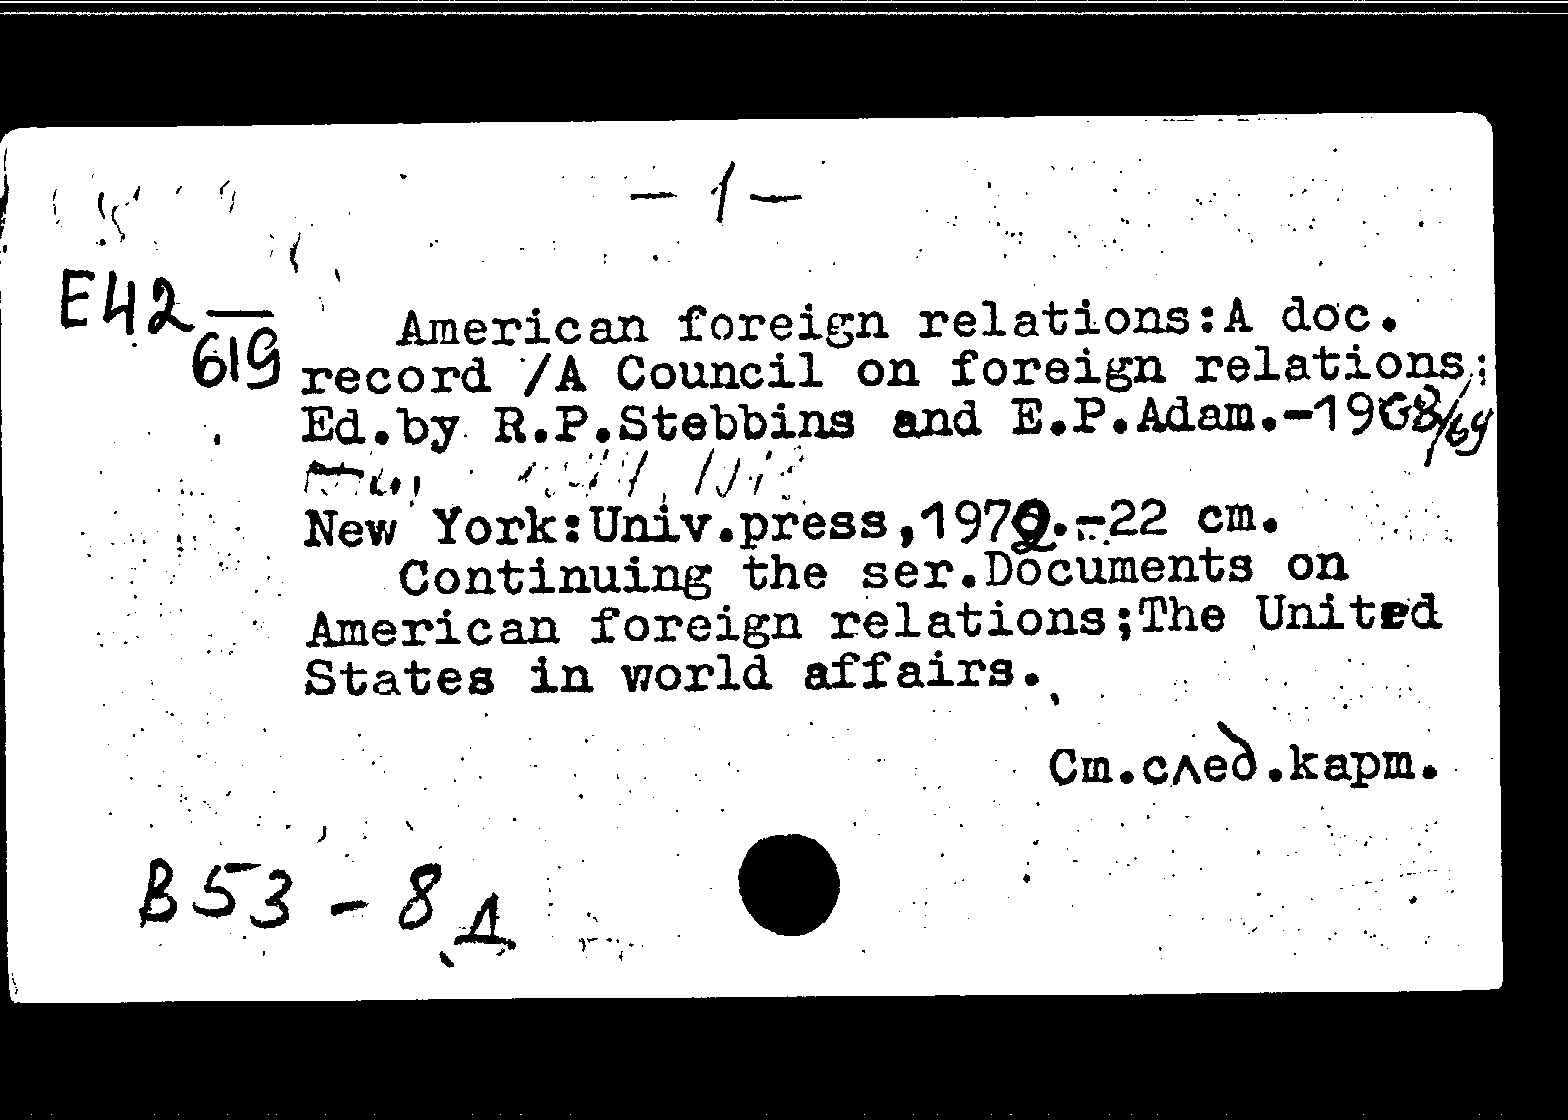 — 1 —
E42
619
American foreign relations:A doc.
record /A Council on foreign relations;
Ed.by R.P.Stebbins and E.P.Adam.-1968/69
New York:Univ.press,1972.-22 cm.
Continuing the ser.Documents on
American foreign relations;The United
States in world affairs.
См.след.карт.
В53-8 Д